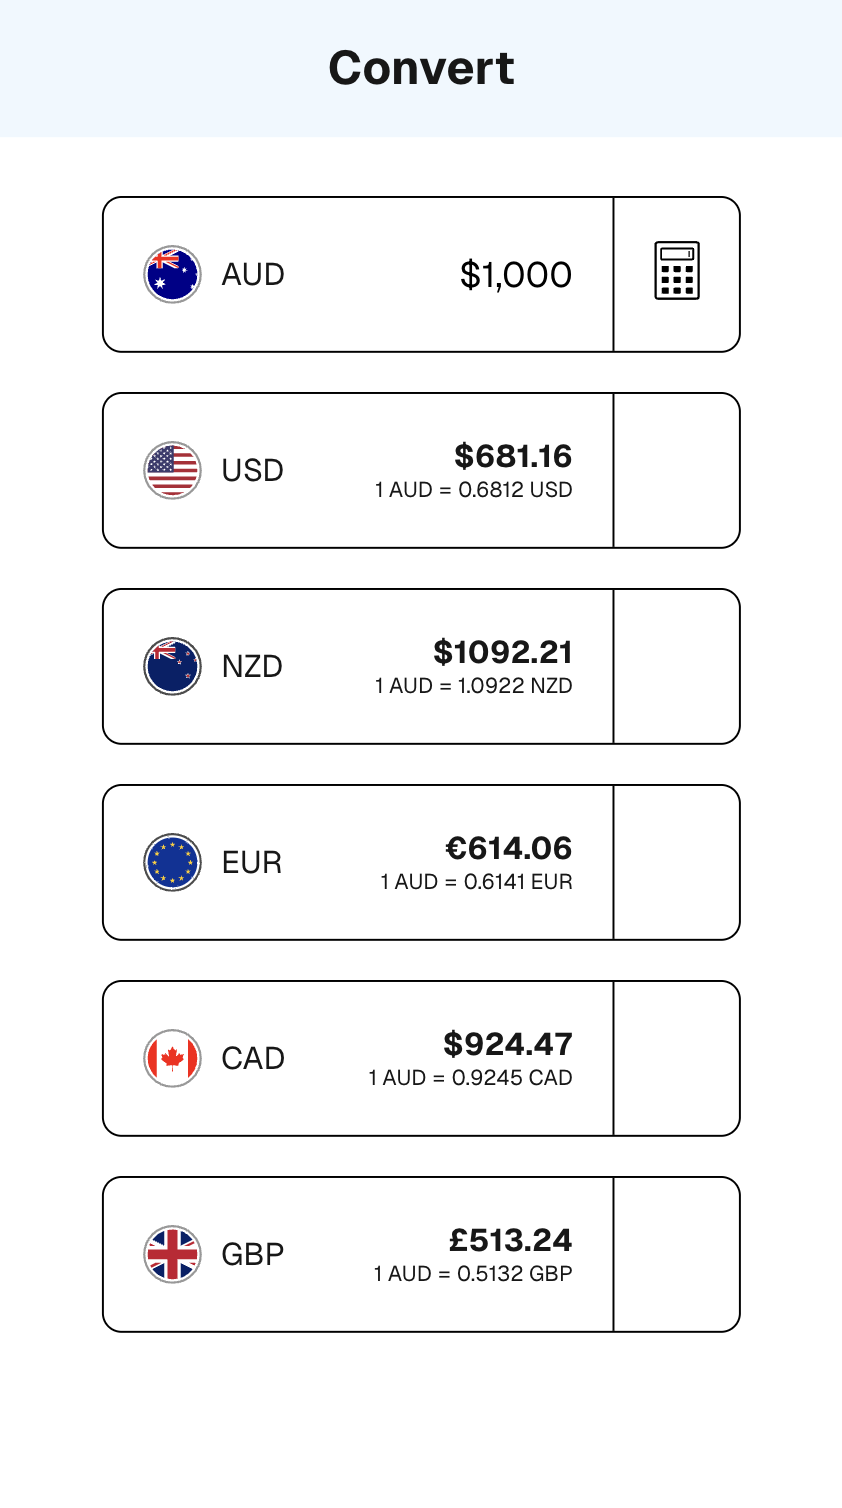 Convert
AUD $1,000
USD $681.16
1 AUD = 0.6812 USD
NZD $1092.21
1 AUD = 1.0922 NZD
EUR €614.06
1 AUD = 0.6141 EUR
CAD $924.47
1 AUD = 0.9245 CAD
GBP £513.24
1 AUD = 0.5132 GBP